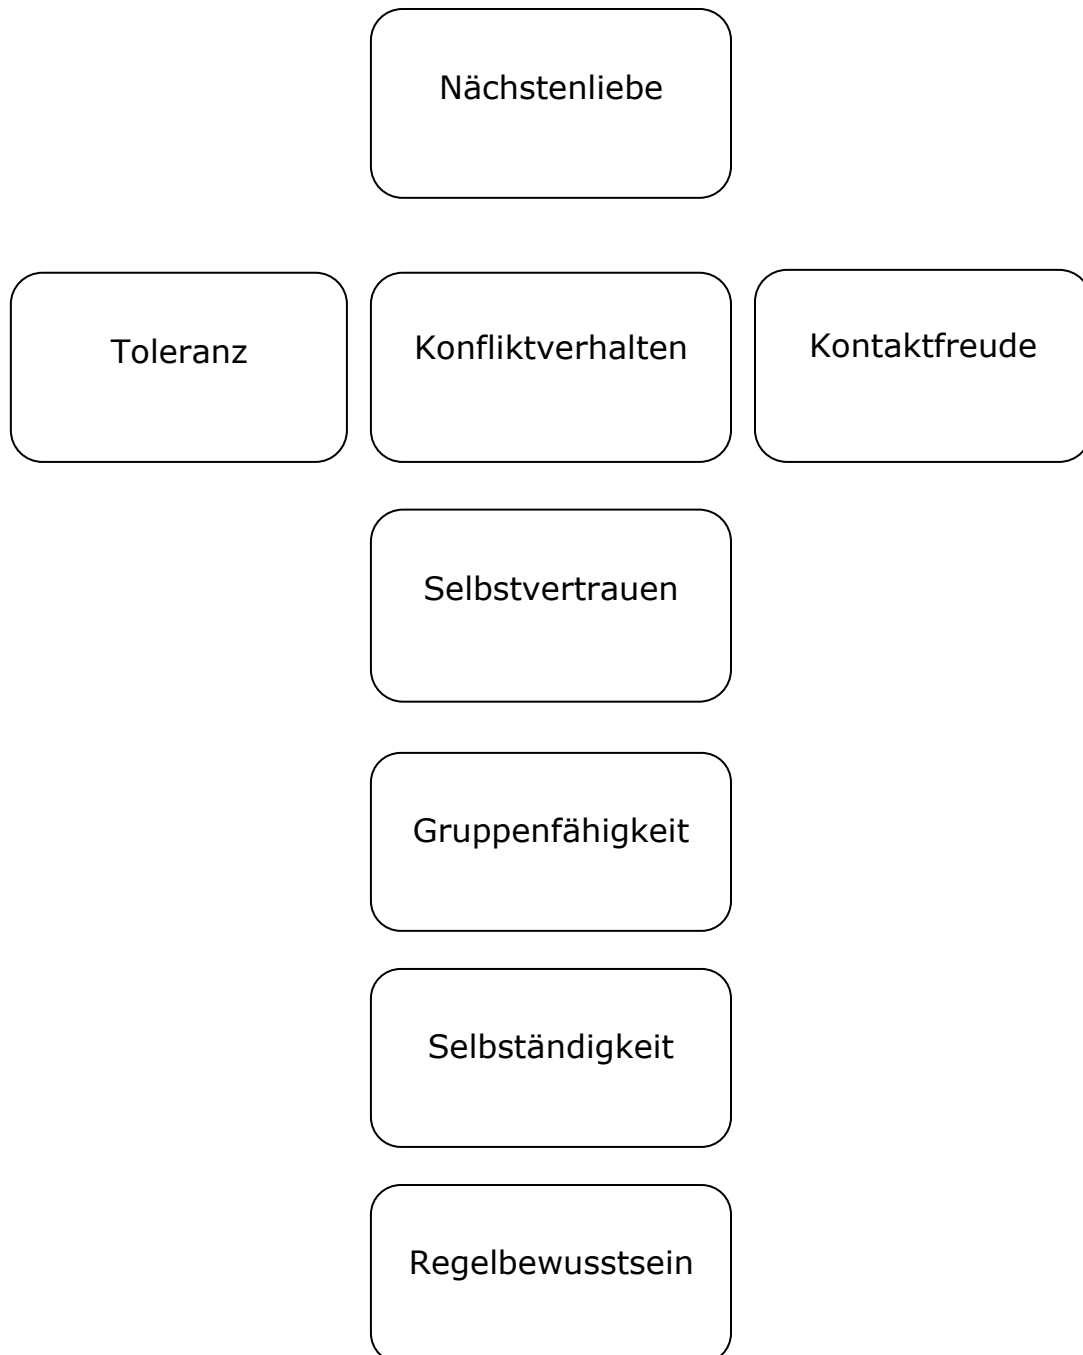 Nächstenliebe
Toleranz
Konfliktverhalten
Kontaktfreude
Selbstvertrauen
Gruppenfähigkeit
Selbständigkeit
Regelbewusstsein